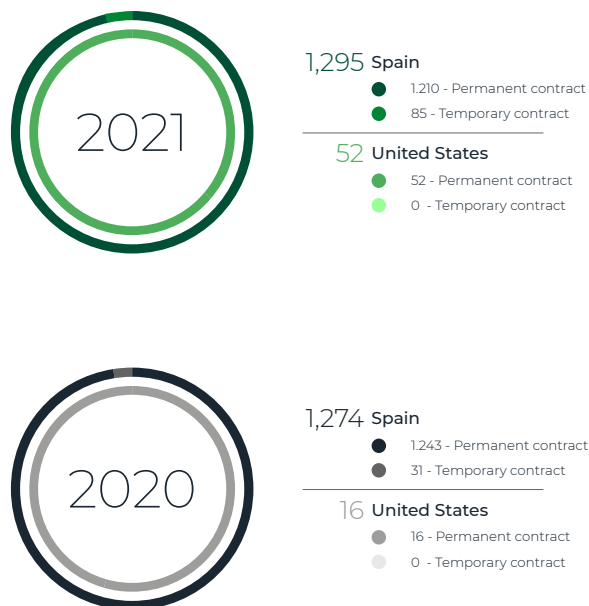 2021
1,295 Spain
1.210 - Permanent contract
85 - Temporary contract
52 United States
52 - Permanent contract
0 - Temporary contract
2020
1,274 Spain
1.243 - Permanent contract
31 - Temporary contract
16 United States
16 - Permanent contract
0 - Temporary contract